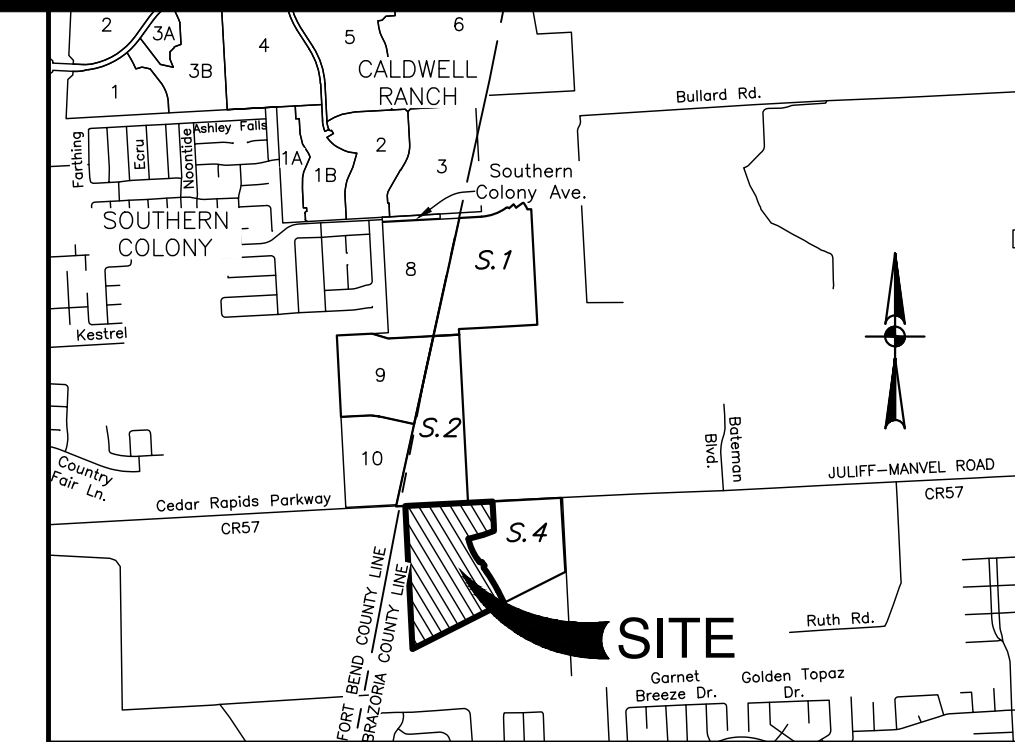 2
3A
4
5
6
3B
1
CALDWELL
RANCH
Bullard Rd.
Farthing
Ecru
Noontide
Ashley Falls
1A
1B
2
3
Southern
Colony Ave.
SOUTHERN
COLONY
8
S.1
Kestrel
9
S.2
10
Country
Fair Ln.
Bateman
Blvd.
Cedar Rapids Parkway
CR57
JULIFF-MANVEL ROAD
CR57
S.4
FORT BEND COUNTY LINE
BRAZORIA COUNTY LINE
SITE
Ruth Rd.
Garnet
Breeze Dr.
Golden Topaz
Dr.